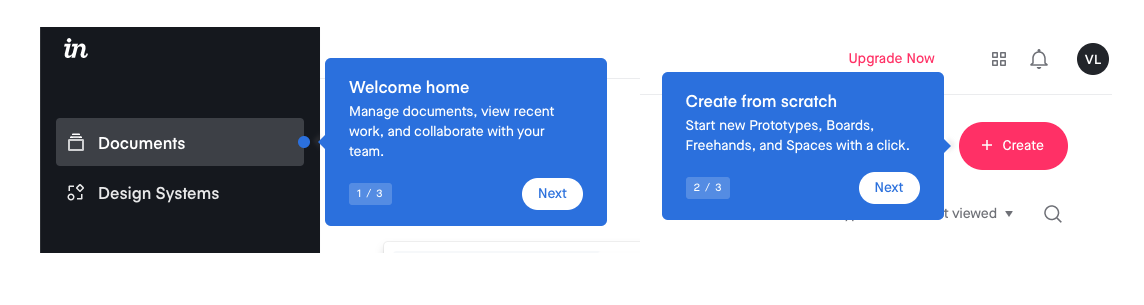 in
Documents
Design Systems
Welcome home
Manage documents, view recent
work, and collaborate with your
team.
1 / 3
Next
Upgrade Now
VL
Create from scratch
Start new Prototypes, Boards,
Freehands, and Spaces with a click.
2 / 3
Next
+ Create
viewed